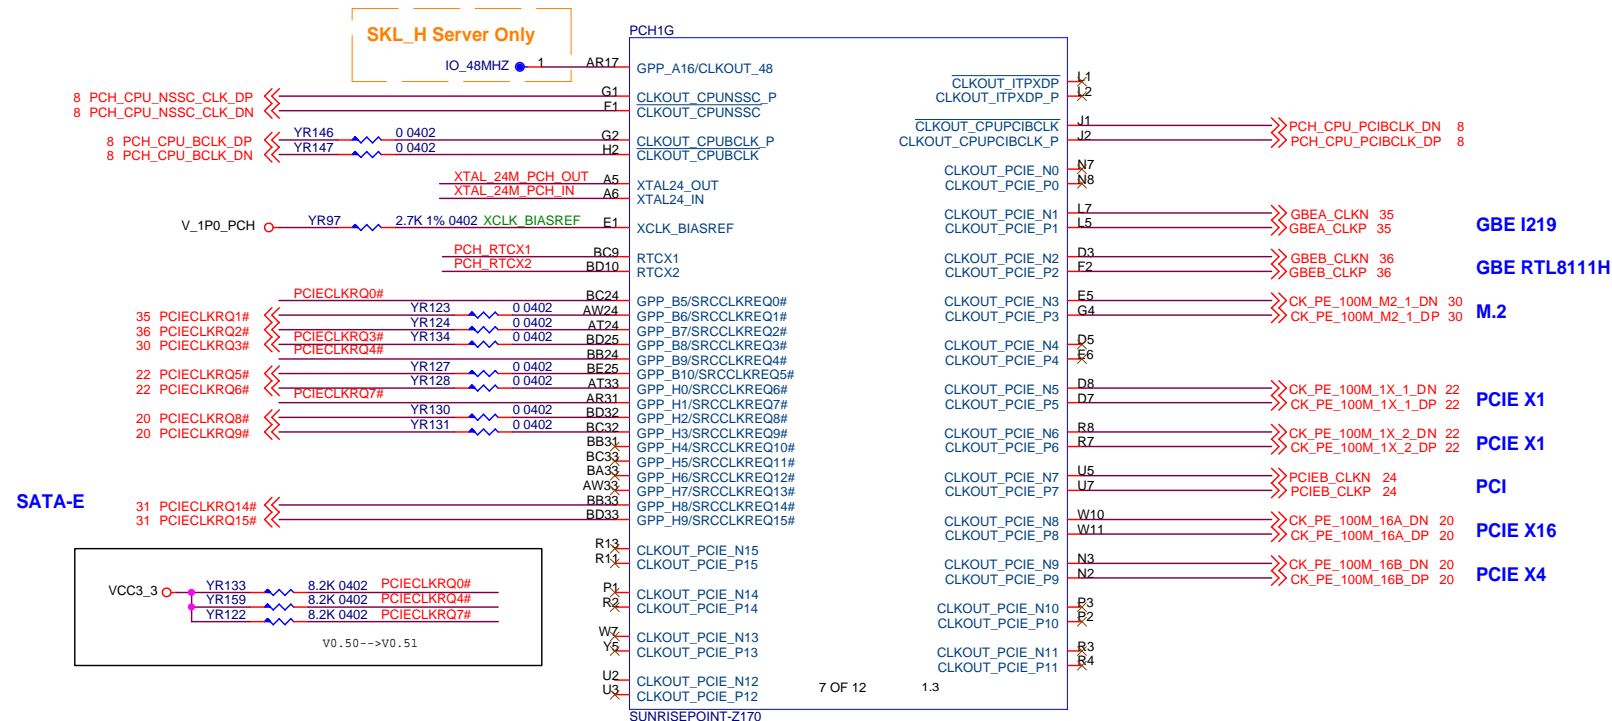 SKL_H Server Only
PCH1G
IO_48MHZ 1 AR17 GPP_A16/CLKOUT_48
CLKOUT_ITPXDP L1
CLKOUT_ITPXDP_P L2
8 PCH_CPU_NSSC_CLK_DP G1 CLKOUT_CPUNSSC_P
8 PCH_CPU_NSSC_CLK_DN F1 CLKOUT_CPUNSSC
CLKOUT_CPUPCIBCLK J1 PCH_CPU_PCIBCLK_DN 8
CLKOUT_CPUPCIBCLK_P J2 PCH_CPU_PCIBCLK_DP 8
8 PCH_CPU_BCLK_DP YR146 0 0402 G2 CLKOUT_CPUBCLK_P
8 PCH_CPU_BCLK_DN YR147 0 0402 H2 CLKOUT_CPUBCLK
CLKOUT_PCIE_N0 N7
CLKOUT_PCIE_P0 N8
XTAL_24M_PCH_OUT A5 XTAL24_OUT
XTAL_24M_PCH_IN A6 XTAL24_IN
CLKOUT_PCIE_N1 L7 GBEA_CLKN 35
CLKOUT_PCIE_P1 L5 GBEA_CLKP 35
GBE I219
V_1P0_PCH YR97 2.7K 1% 0402 XCLK_BIASREF E1 XCLK_BIASREF
PCH_RTCX1 BC9 RTCX1
PCH_RTCX2 BD10 RTCX2
CLKOUT_PCIE_N2 D3 GBEB_CLKN 36
CLKOUT_PCIE_P2 F2 GBEB_CLKP 36
GBE RTL8111H
PCIECLKRQ0# BC24 GPP_B5/SRCCLKREQ0#
35 PCIECLKRQ1# YR123 0 0402 AW24 GPP_B6/SRCCLKREQ1#
36 PCIECLKRQ2# YR124 0 0402 AT24 GPP_B7/SRCCLKREQ2#
30 PCIECLKRQ3# PCIECLKRQ3# YR134 0 0402 BD25 GPP_B8/SRCCLKREQ3#
PCIECLKRQ4# BB24 GPP_B9/SRCCLKREQ4#
22 PCIECLKRQ5# YR127 0 0402 BE25 GPP_B10/SRCCLKREQ5#
22 PCIECLKRQ6# YR128 0 0402 AT33 GPP_H0/SRCCLKREQ6#
PCIECLKRQ7# AR31 GPP_H1/SRCCLKREQ7#
20 PCIECLKRQ8# YR130 0 0402 BD32 GPP_H2/SRCCLKREQ8#
20 PCIECLKRQ9# YR131 0 0402 BC32 GPP_H3/SRCCLKREQ9#
BB31 GPP_H4/SRCCLKREQ10#
BC33 GPP_H5/SRCCLKREQ11#
BA33 GPP_H6/SRCCLKREQ12#
AW33 GPP_H7/SRCCLKREQ13#
SATA-E
31 PCIECLKRQ14# BB33 GPP_H8/SRCCLKREQ14#
31 PCIECLKRQ15# BD33 GPP_H9/SRCCLKREQ15#
CLKOUT_PCIE_N3 E5 CK_PE_100M_M2_1_DN 30
CLKOUT_PCIE_P3 G4 CK_PE_100M_M2_1_DP 30
M.2
CLKOUT_PCIE_N4 D5
CLKOUT_PCIE_P4 E6
CLKOUT_PCIE_N5 D8 CK_PE_100M_1X_1_DN 22
CLKOUT_PCIE_P5 D7 CK_PE_100M_1X_1_DP 22
PCIE X1
CLKOUT_PCIE_N6 R8 CK_PE_100M_1X_2_DN 22
CLKOUT_PCIE_P6 R7 CK_PE_100M_1X_2_DP 22
PCIE X1
CLKOUT_PCIE_N7 U5 PCIEB_CLKN 24
CLKOUT_PCIE_P7 U7 PCIEB_CLKP 24
PCI
CLKOUT_PCIE_N8 W10 CK_PE_100M_16A_DN 20
CLKOUT_PCIE_P8 W11 CK_PE_100M_16A_DP 20
PCIE X16
CLKOUT_PCIE_N9 N3 CK_PE_100M_16B_DN 20
CLKOUT_PCIE_P9 N2 CK_PE_100M_16B_DP 20
PCIE X4
CLKOUT_PCIE_N10 P3
CLKOUT_PCIE_P10 P2
CLKOUT_PCIE_N11 R3
CLKOUT_PCIE_P11 R4
R13 CLKOUT_PCIE_N15
R11 CLKOUT_PCIE_P15
P1 CLKOUT_PCIE_N14
R2 CLKOUT_PCIE_P14
W7 CLKOUT_PCIE_N13
Y5 CLKOUT_PCIE_P13
U2 CLKOUT_PCIE_N12
U3 CLKOUT_PCIE_P12
VCC3_3 YR133 8.2K 0402 PCIECLKRQ0#
YR159 8.2K 0402 PCIECLKRQ4#
YR122 8.2K 0402 PCIECLKRQ7#
V0.50-->V0.51
7 OF 12 1.3
SUNRISEPOINT-Z170